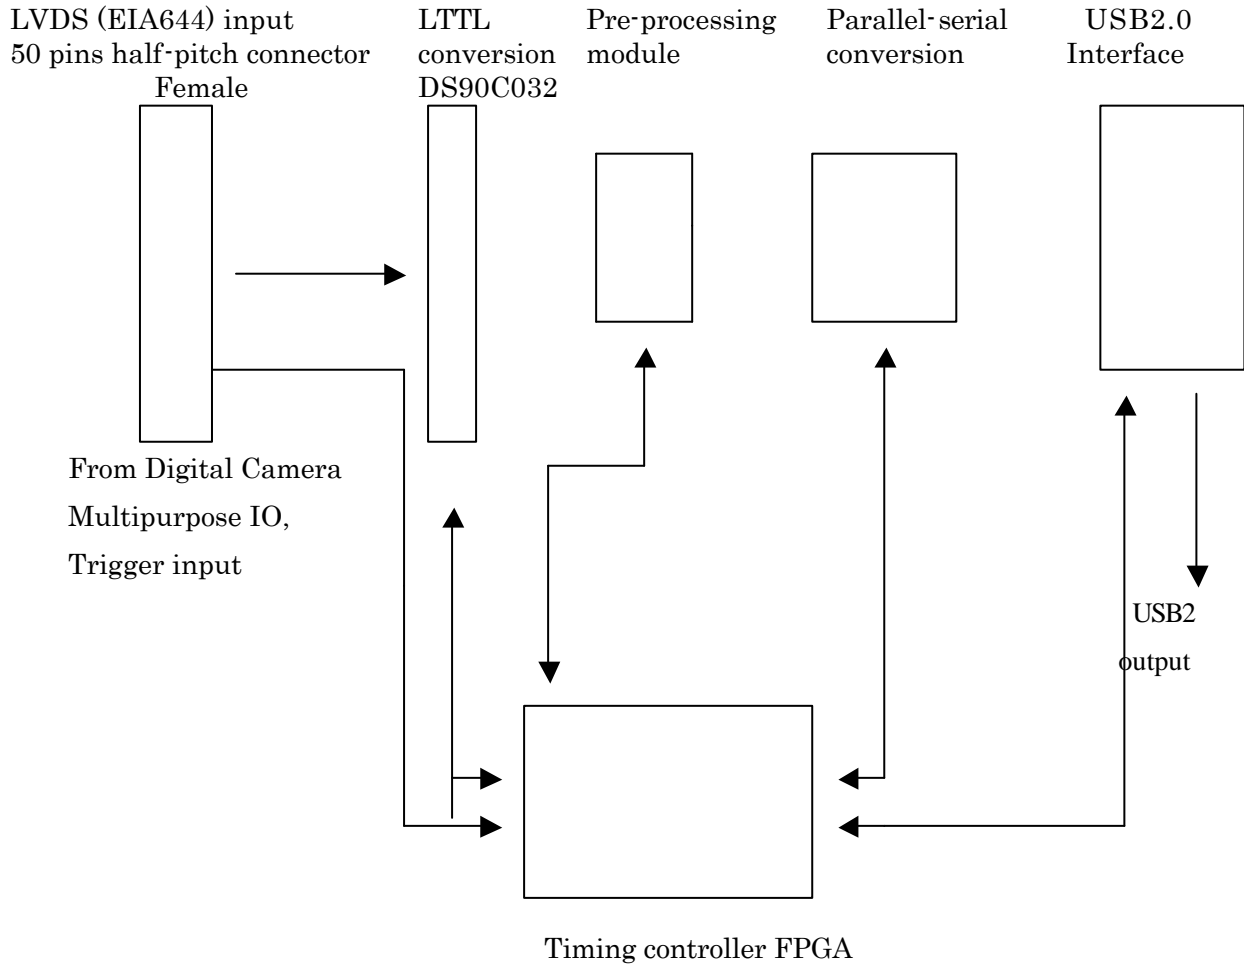 LVDS (EIA644) input
50 pins half-pitch connector
Female
LTTL
conversion
DS90C032
Pre-processing
module
Parallel-serial
conversion
USB2.0
Interface
From Digital Camera
Multipurpose IO,
Trigger input
USB2
output
Timing controller FPGA